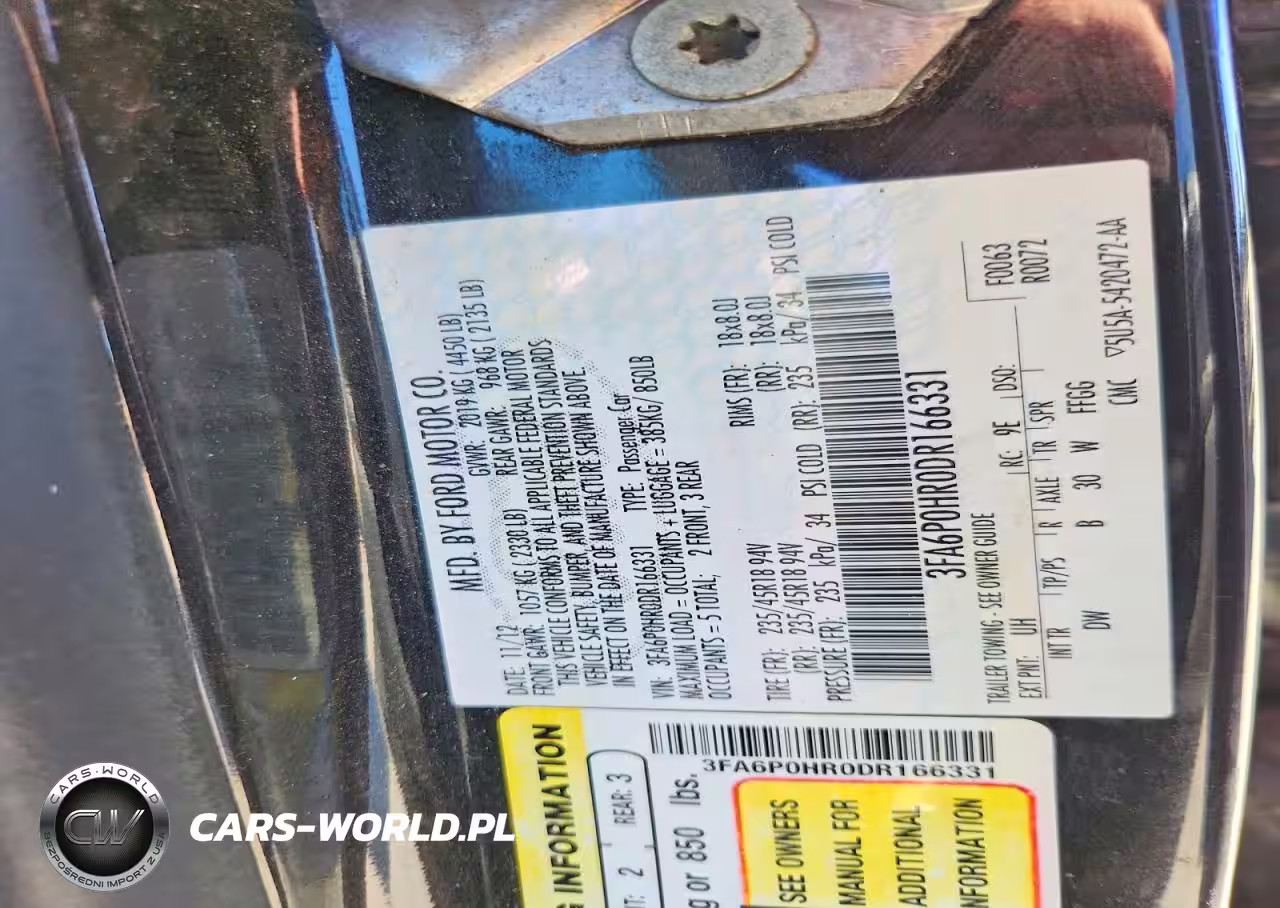 MFD. BY FORD MOTOR CO.
DATE: 11/12 GVWR: 2019 KG ( 4450 LB)
FRONT GAWR: 1057 KG ( 2330 LB) REAR GAWR: 968 KG ( 2135 LB)
THIS VEHICLE CONFORMS TO ALL APPLICABLE FEDERAL MOTOR
VEHICLE SAFETY, BUMPER, AND THEFT PREVENTION STANDARDS
IN EFFECT ON THE DATE OF MANUFACTURE SHOWN ABOVE.
VIN: 3FA6P0HR0DR166331 TYPE: Passenger Car
MAXIMUM LOAD = OCCUPANTS + LUGGAGE = 385KG/ 850LB
OCCUPANTS = 5 TOTAL; 2 FRONT, 3 REAR
TIRE (FR): 235/45R18 94V RIMS (FR): 18x8.0J
(RR): 235/45R18 94V (RR): 18x8.0J
PRESSURE (FR): 235 kPa/ 34 PSI COLD (RR): 235 kPa/ 34 PSI COLD
3FA6P0HR0DR166331
TRAILER TOWING - SEE OWNER GUIDE F0063
EXT PNT: UH RC: 9E DSO: R0072
INT TR TP/PS R AXLE TR SPR
DW B 30 W FFGG
CMC ▽5U5A-5420472-AA
G INFORMATION
T: 2 REAR: 3
g or 850 lbs.
3FA6P0HR0DR166331
SEE OWNERS
MANUAL FOR
ADDITIONAL
INFORMATION
CARS-WORLD
CW
BEZPOŚREDNI IMPORT Z USA
CARS-WORLD.PL